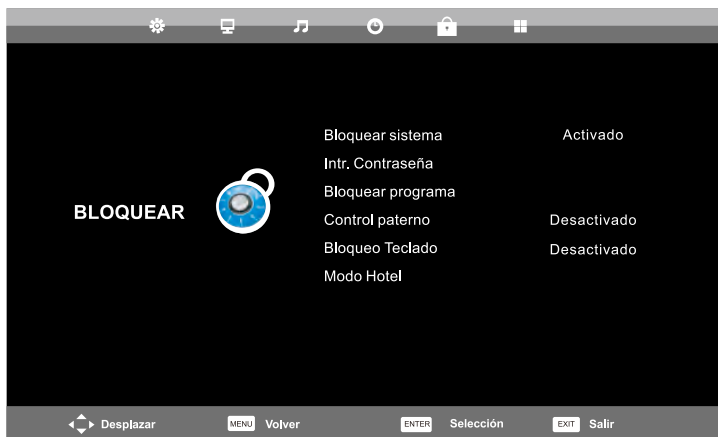 Bloquear sistema Activado
Intr. Contraseña
Bloquear programa
BLOQUEAR
Control paterno Desactivado
Bloqueo Teclado Desactivado
Modo Hotel
Desplazar MENU Volver ENTER Selección EXIT Salir